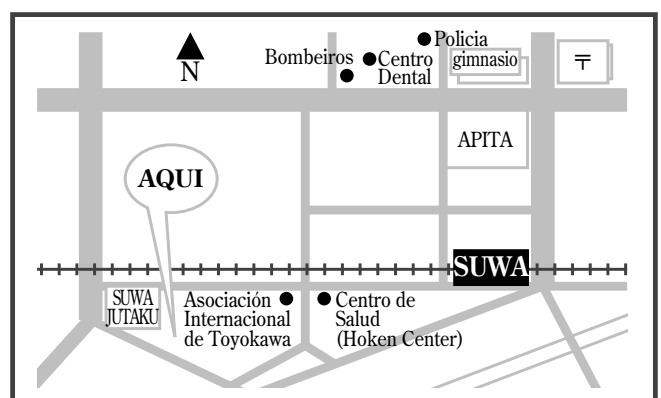 Policia
Bombeiros
Centro
Dental
gimnasio
〒
N
APITA
AQUI
SUWA
SUWA
JUTAKU
Asociación
Internacional
de Toyokawa
Centro de
Salud
(Hoken Center)